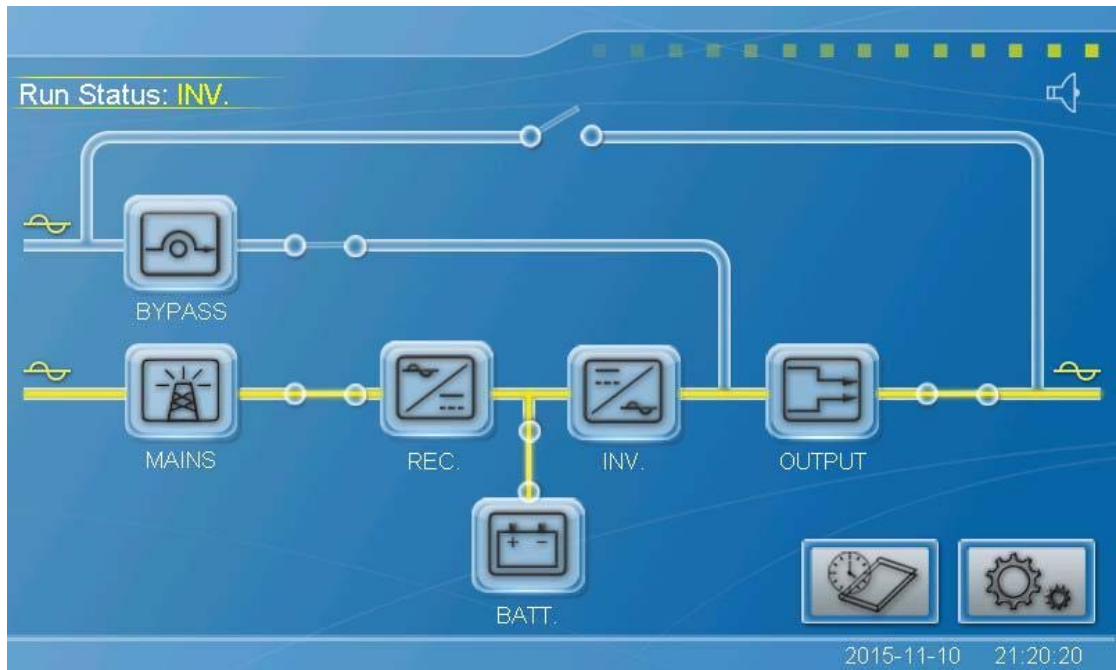 Run Status: INV.
BYPASS
MAINS
REC.
INV.
OUTPUT
+ -
BATT.
2015-11-10 21:20:20